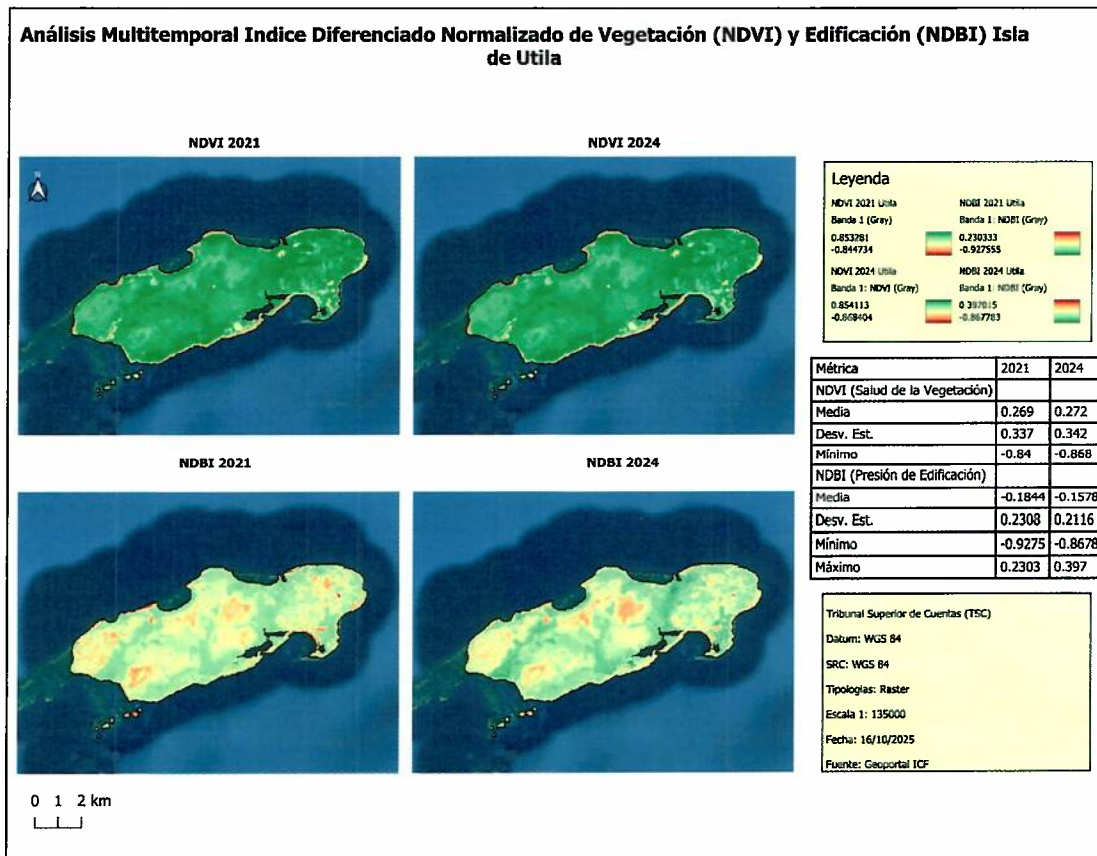 Análisis Multitemporal Indice Diferenciado Normalizado de Vegetación (NDVI) y Edificación (NDBI) Isla
de Utila
NDVI 2021
NDVI 2024
N
NDBI 2021
NDBI 2024
0 1 2 km
Leyenda
NDVI 2021 Utila
Banda 1 (Gray)
0.853281
-0.844734
NDBI 2021 Utila
Banda 1: NDBI (Gray)
0.230333
-0.927555
NDVI 2024 Utila
Banda 1: NDVI (Gray)
0.854113
-0.868404
NDBI 2024 Utila
Banda 1: NDBI (Gray)
0.397015
-0.867783
Métrica 2021 2024
NDVI (Salud de la Vegetación)
Media 0.269 0.272
Desv. Est. 0.337 0.342
Mínimo -0.84 -0.868
NDBI (Presión de Edificación)
Media -0.1844 -0.1578
Desv. Est. 0.2308 0.2116
Mínimo -0.9275 -0.8678
Máximo 0.2303 0.397
Tribunal Superior de Cuentas (TSC)
Datum: WGS 84
SRC: WGS 84
Tipologias: Raster
Escala 1: 135000
Fecha: 16/10/2025
Fuente: Geoportal ICF